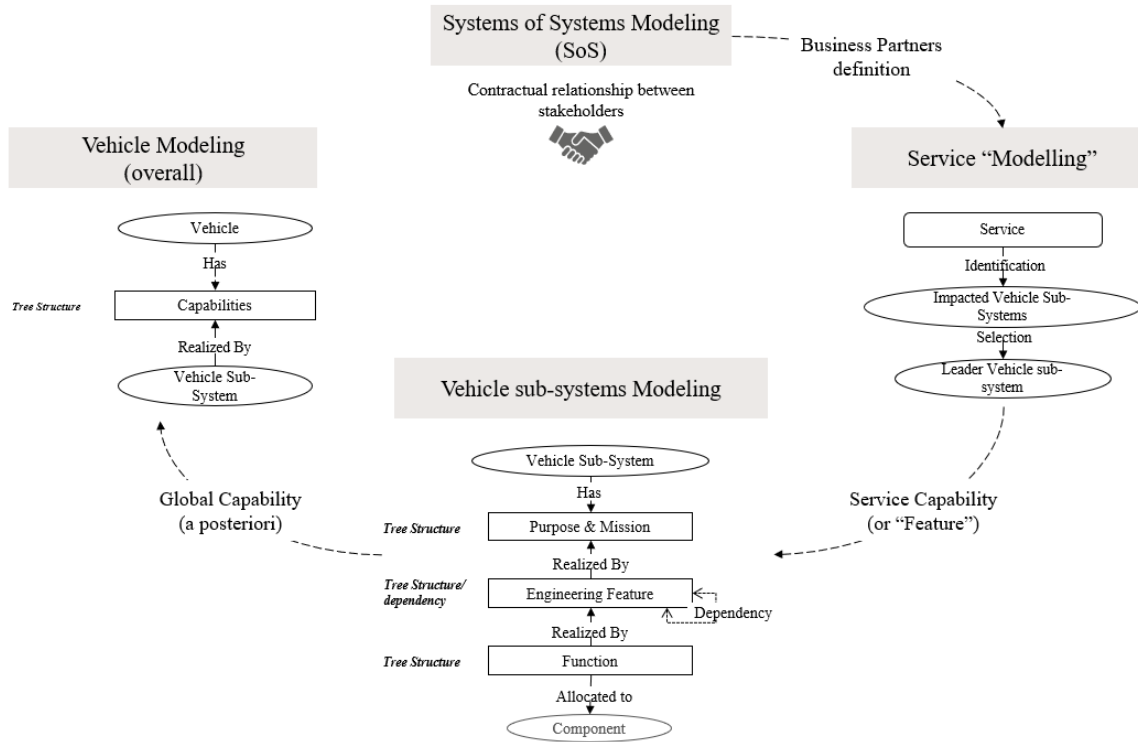 Systems of Systems Modeling
(SoS)
Business Partners
definition
Contractual relationship between
stakeholders
Vehicle Modeling
(overall)
Service “Modelling”
Vehicle
Has
Tree Structure
Capabilities
Realized By
Vehicle Sub-
System
Service
Identification
Impacted Vehicle Sub-
Systems
Selection
Leader Vehicle sub-
system
Vehicle sub-systems Modeling
Global Capability
(a posteriori)
Service Capability
(or “Feature”)
Vehicle Sub-System
Has
Tree Structure
Purpose & Mission
Realized By
Tree Structure/
dependency
Engineering Feature
Dependency
Realized By
Tree Structure
Function
Allocated to
Component